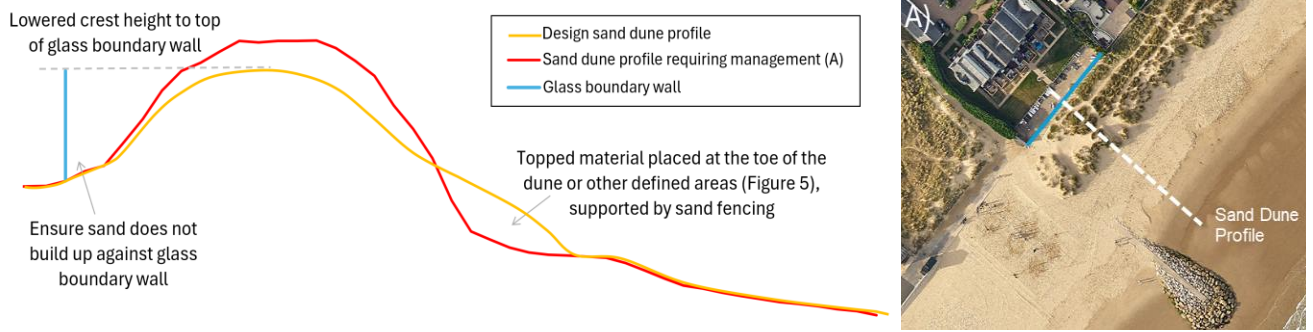 Lowered crest height to top
of glass boundary wall
Design sand dune profile
Sand dune profile requiring management (A)
Glass boundary wall
Topped material placed at the toe of the
dune or other defined areas (Figure 5),
supported by sand fencing
Ensure sand does not
build up against glass
boundary wall
A)
Sand Dune
Profile